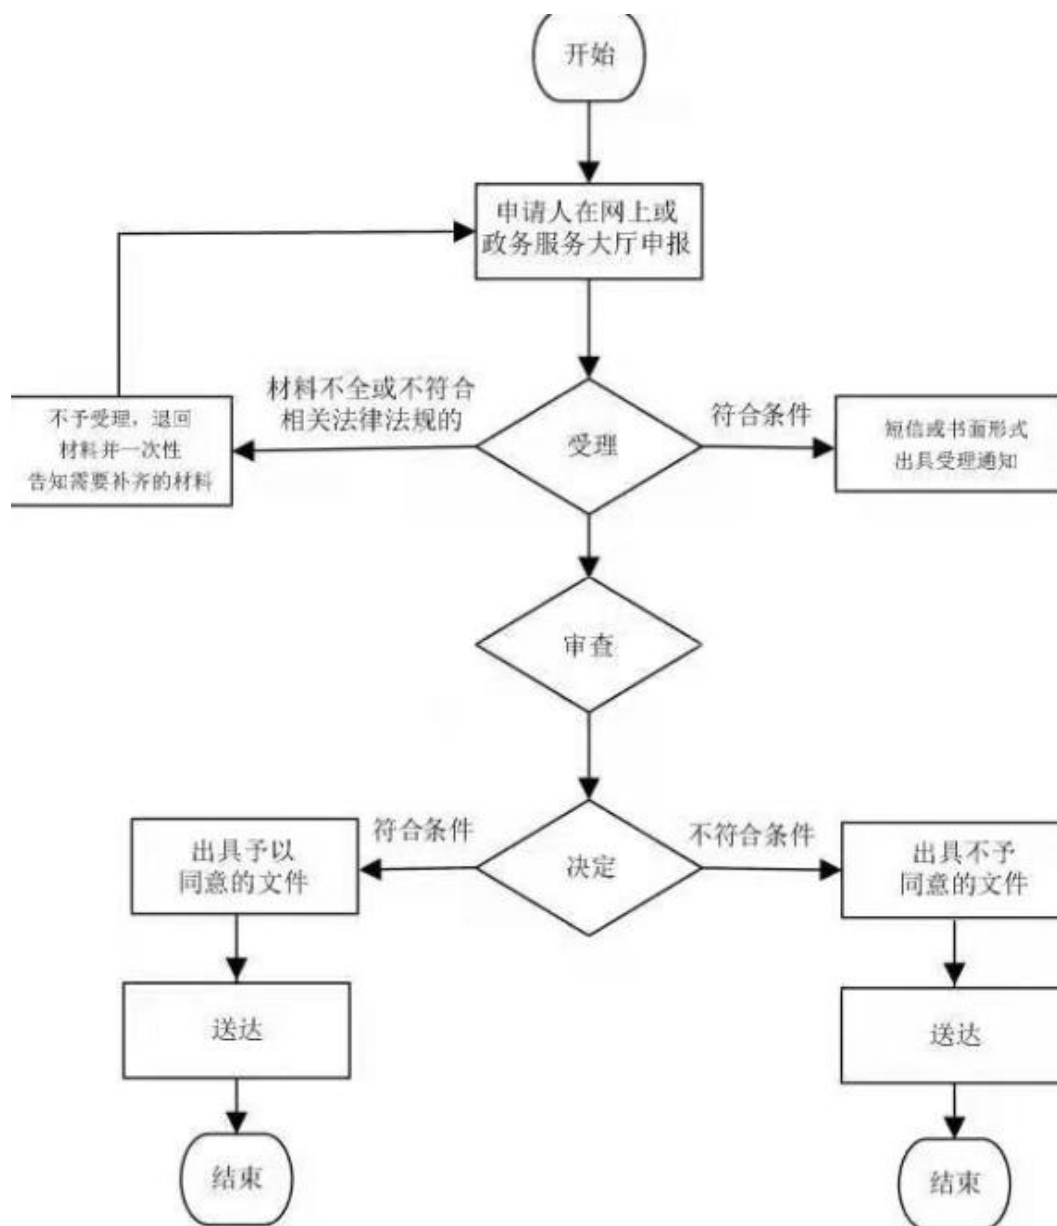 开始
申请人在网上或
政务服务大厅申报
材料不全或不符合
相关法律法规的
符合条件
不予受理，退回
材料并一次性
告知需要补齐的材料
受理
短信或书面形式
出具受理通知
审查
符合条件
不符合条件
出具予以
同意的文件
决定
出具不予
同意的文件
送达
送达
结束
结束